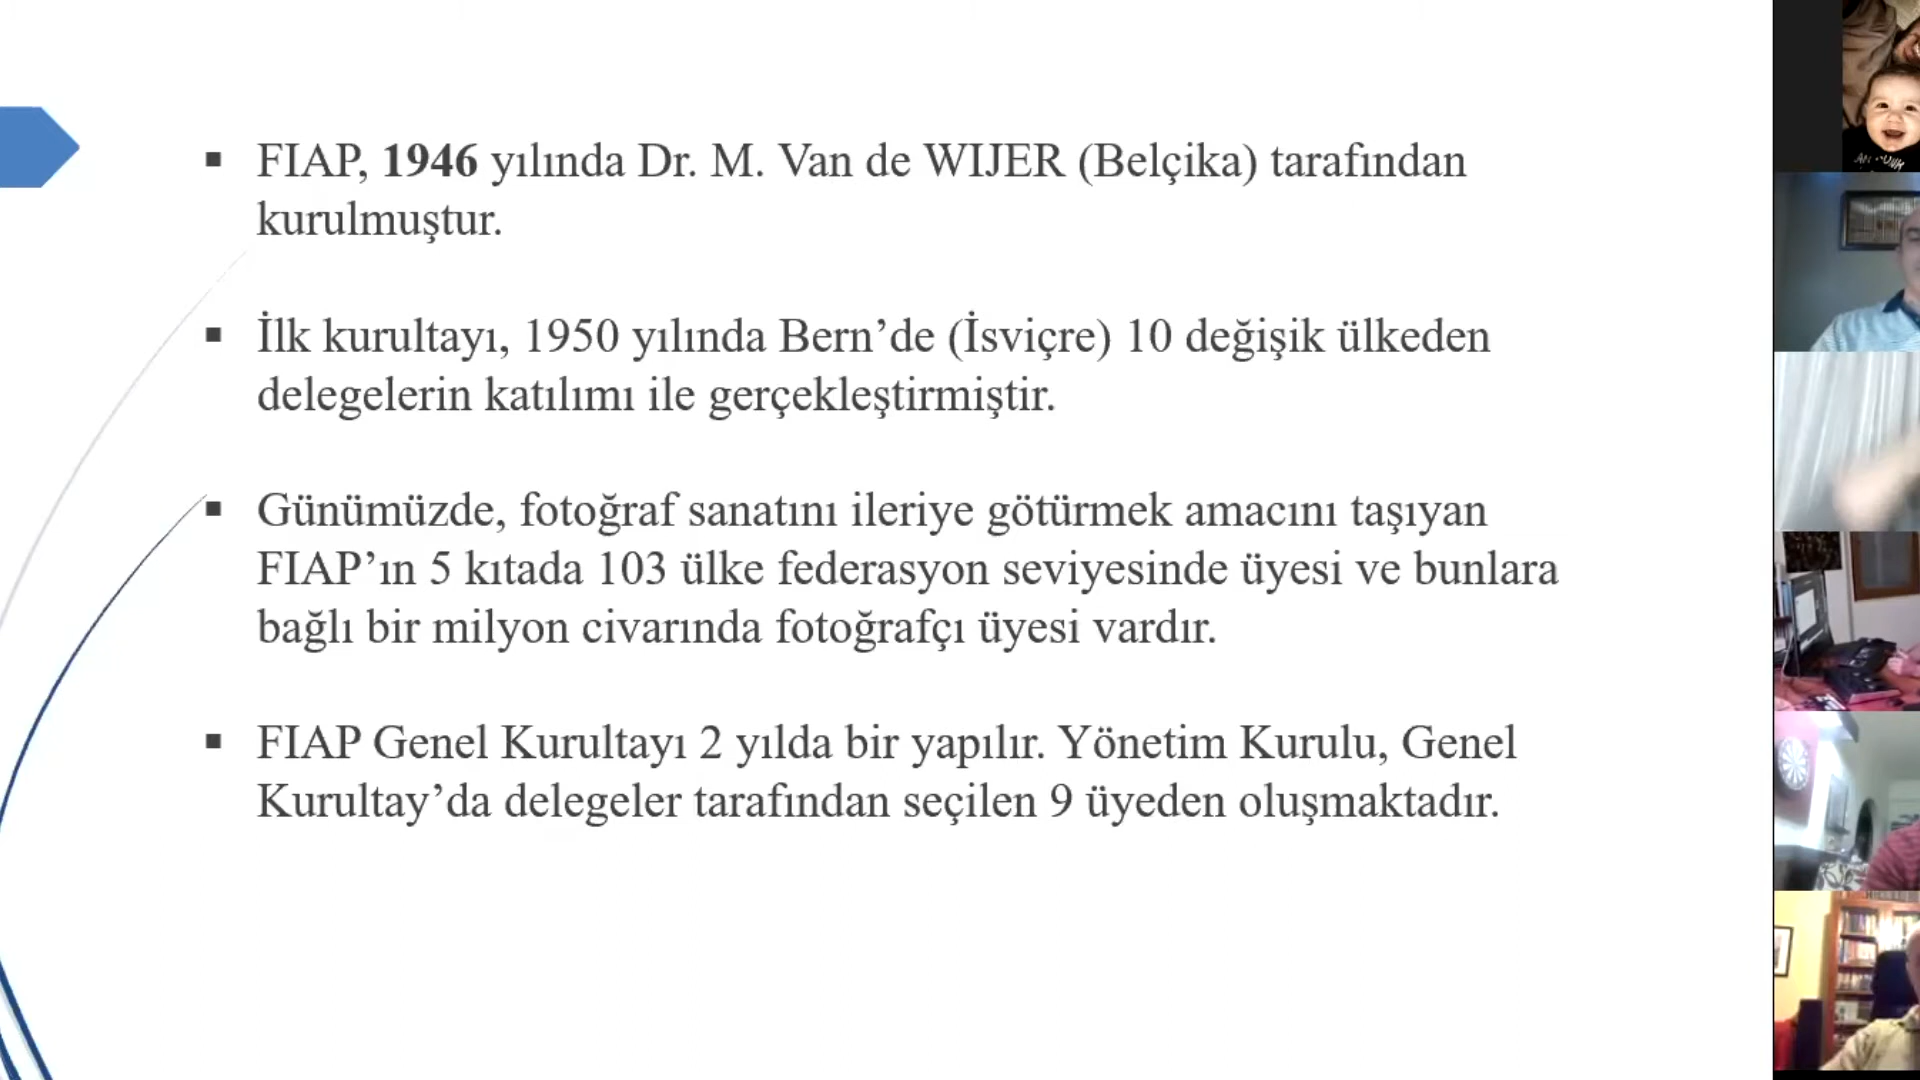 FIAP, 1946 yılında Dr. M. Van de WIJER (Belçika) tarafından
kurulmuştur.
İlk kurultayı, 1950 yılında Bern’de (İsviçre) 10 değişik ülkeden
delegelerin katılımı ile gerçekleştirmiştir.
Günümüzde, fotoğraf sanatını ileriye götürmek amacını taşıyan
FIAP’ın 5 kıtada 103 ülke federasyon seviyesinde üyesi ve bunlara
bağlı bir milyon civarında fotoğrafçı üyesi vardır.
FIAP Genel Kurultayı 2 yılda bir yapılır. Yönetim Kurulu, Genel
Kurultay’da delegeler tarafından seçilen 9 üyeden oluşmaktadır.